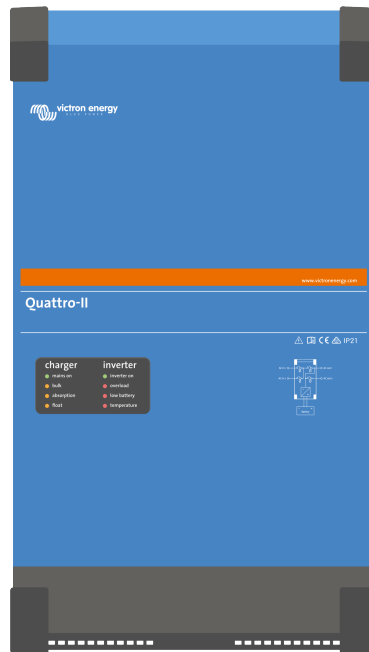 victron energy
BLUE POWER
www.victronenergy.com
Quattro-II
CE IP21
charger inverter
mains on inverter on
bulk overload
absorption low battery
float temperature